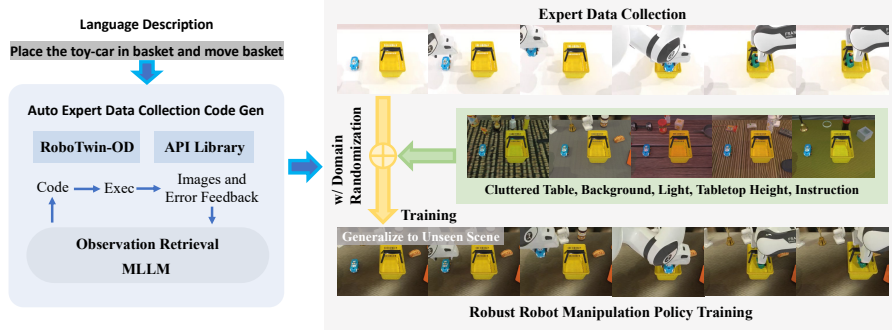 Language Description
Place the toy-car in basket and move basket
Auto Expert Data Collection Code Gen
RoboTwin-OD
API Library
Code
Exec
Images and
Error Feedback
Observation Retrieval
MLLM
Expert Data Collection
w/ Domain
Randomization
Cluttered Table, Background, Light, Tabletop Height, Instruction
Training
Generalize to Unseen Scene
Robust Robot Manipulation Policy Training